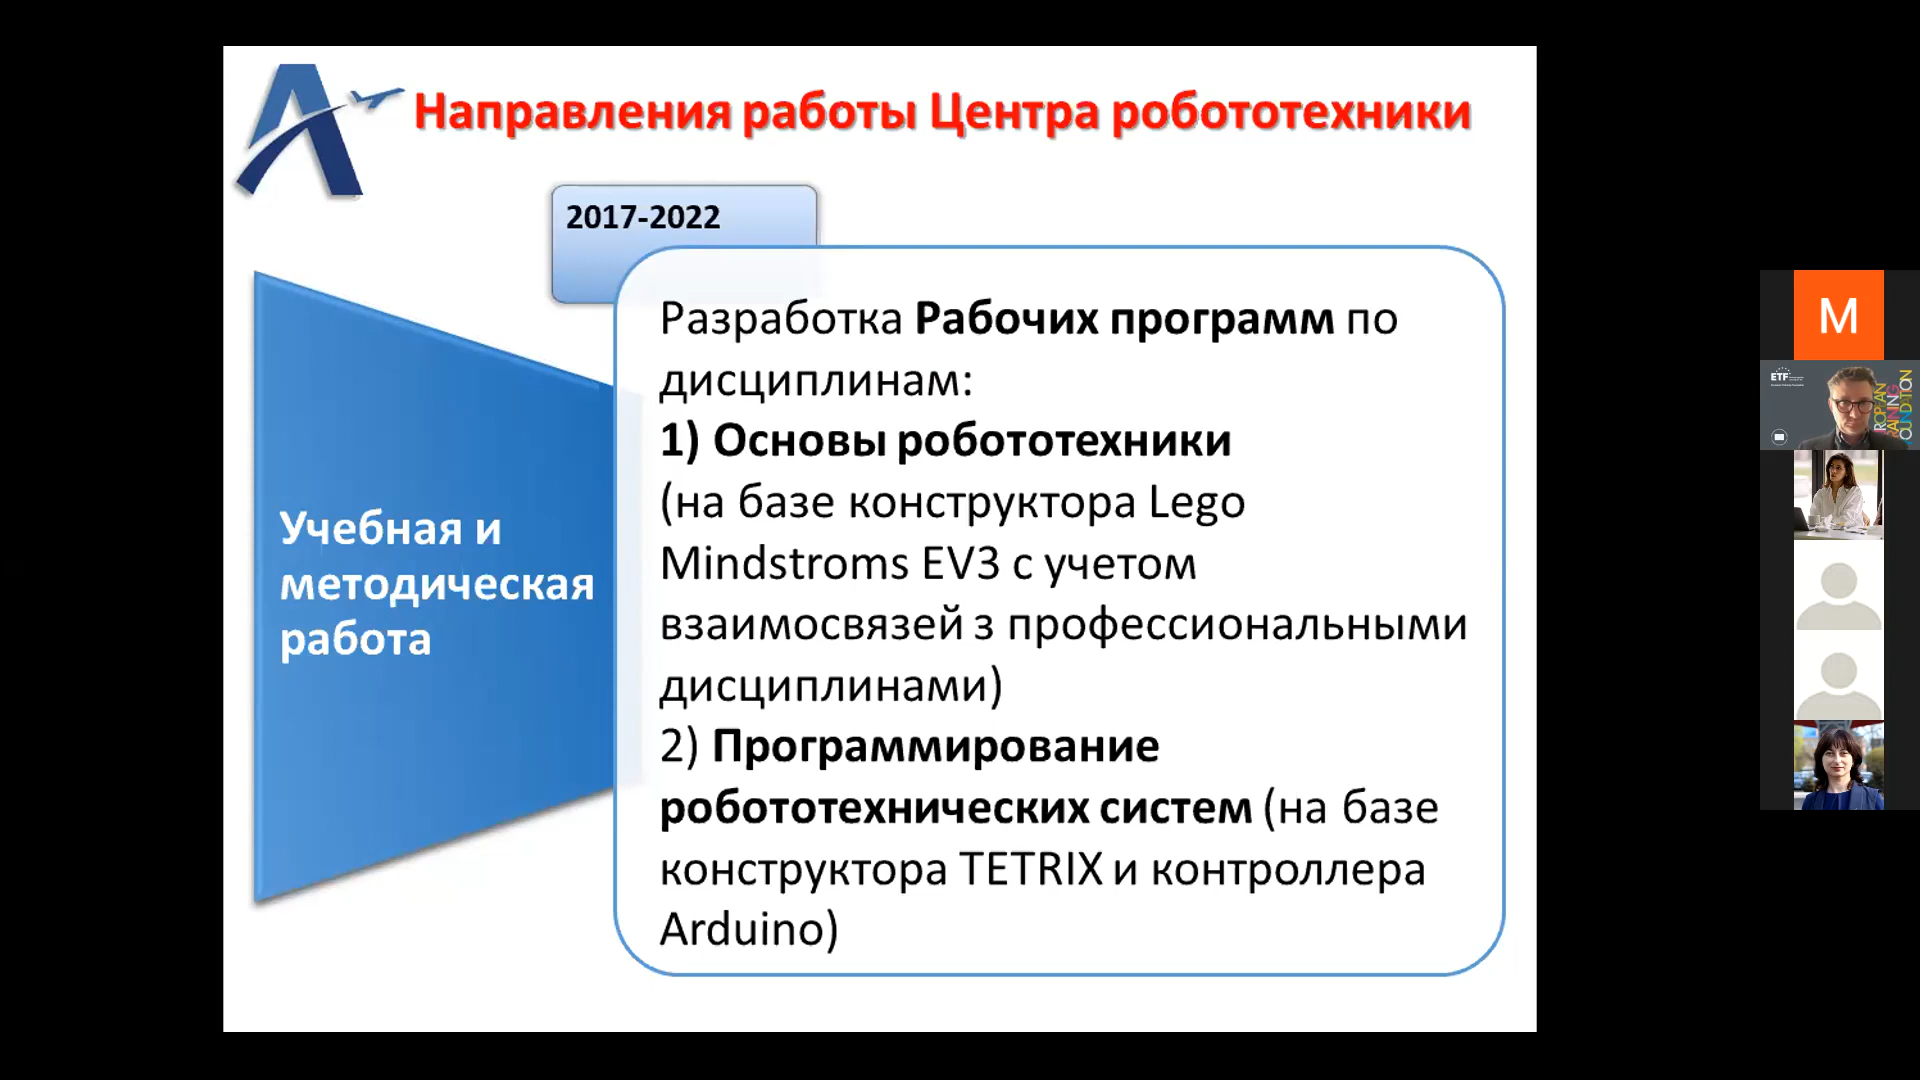 Направления работы Центра робототехники
2017-2022
Учебная и
методическая
работа
Разработка Рабочих программ по
дисциплинам:
1) Основы робототехники
(на базе конструктора Lego
Mindstroms EV3 с учетом
взаимосвязей з профессиональными
дисциплинами)
2) Программирование
робототехнических систем (на базе
конструктора TETRIX и контроллера
Arduino)
M
ETF